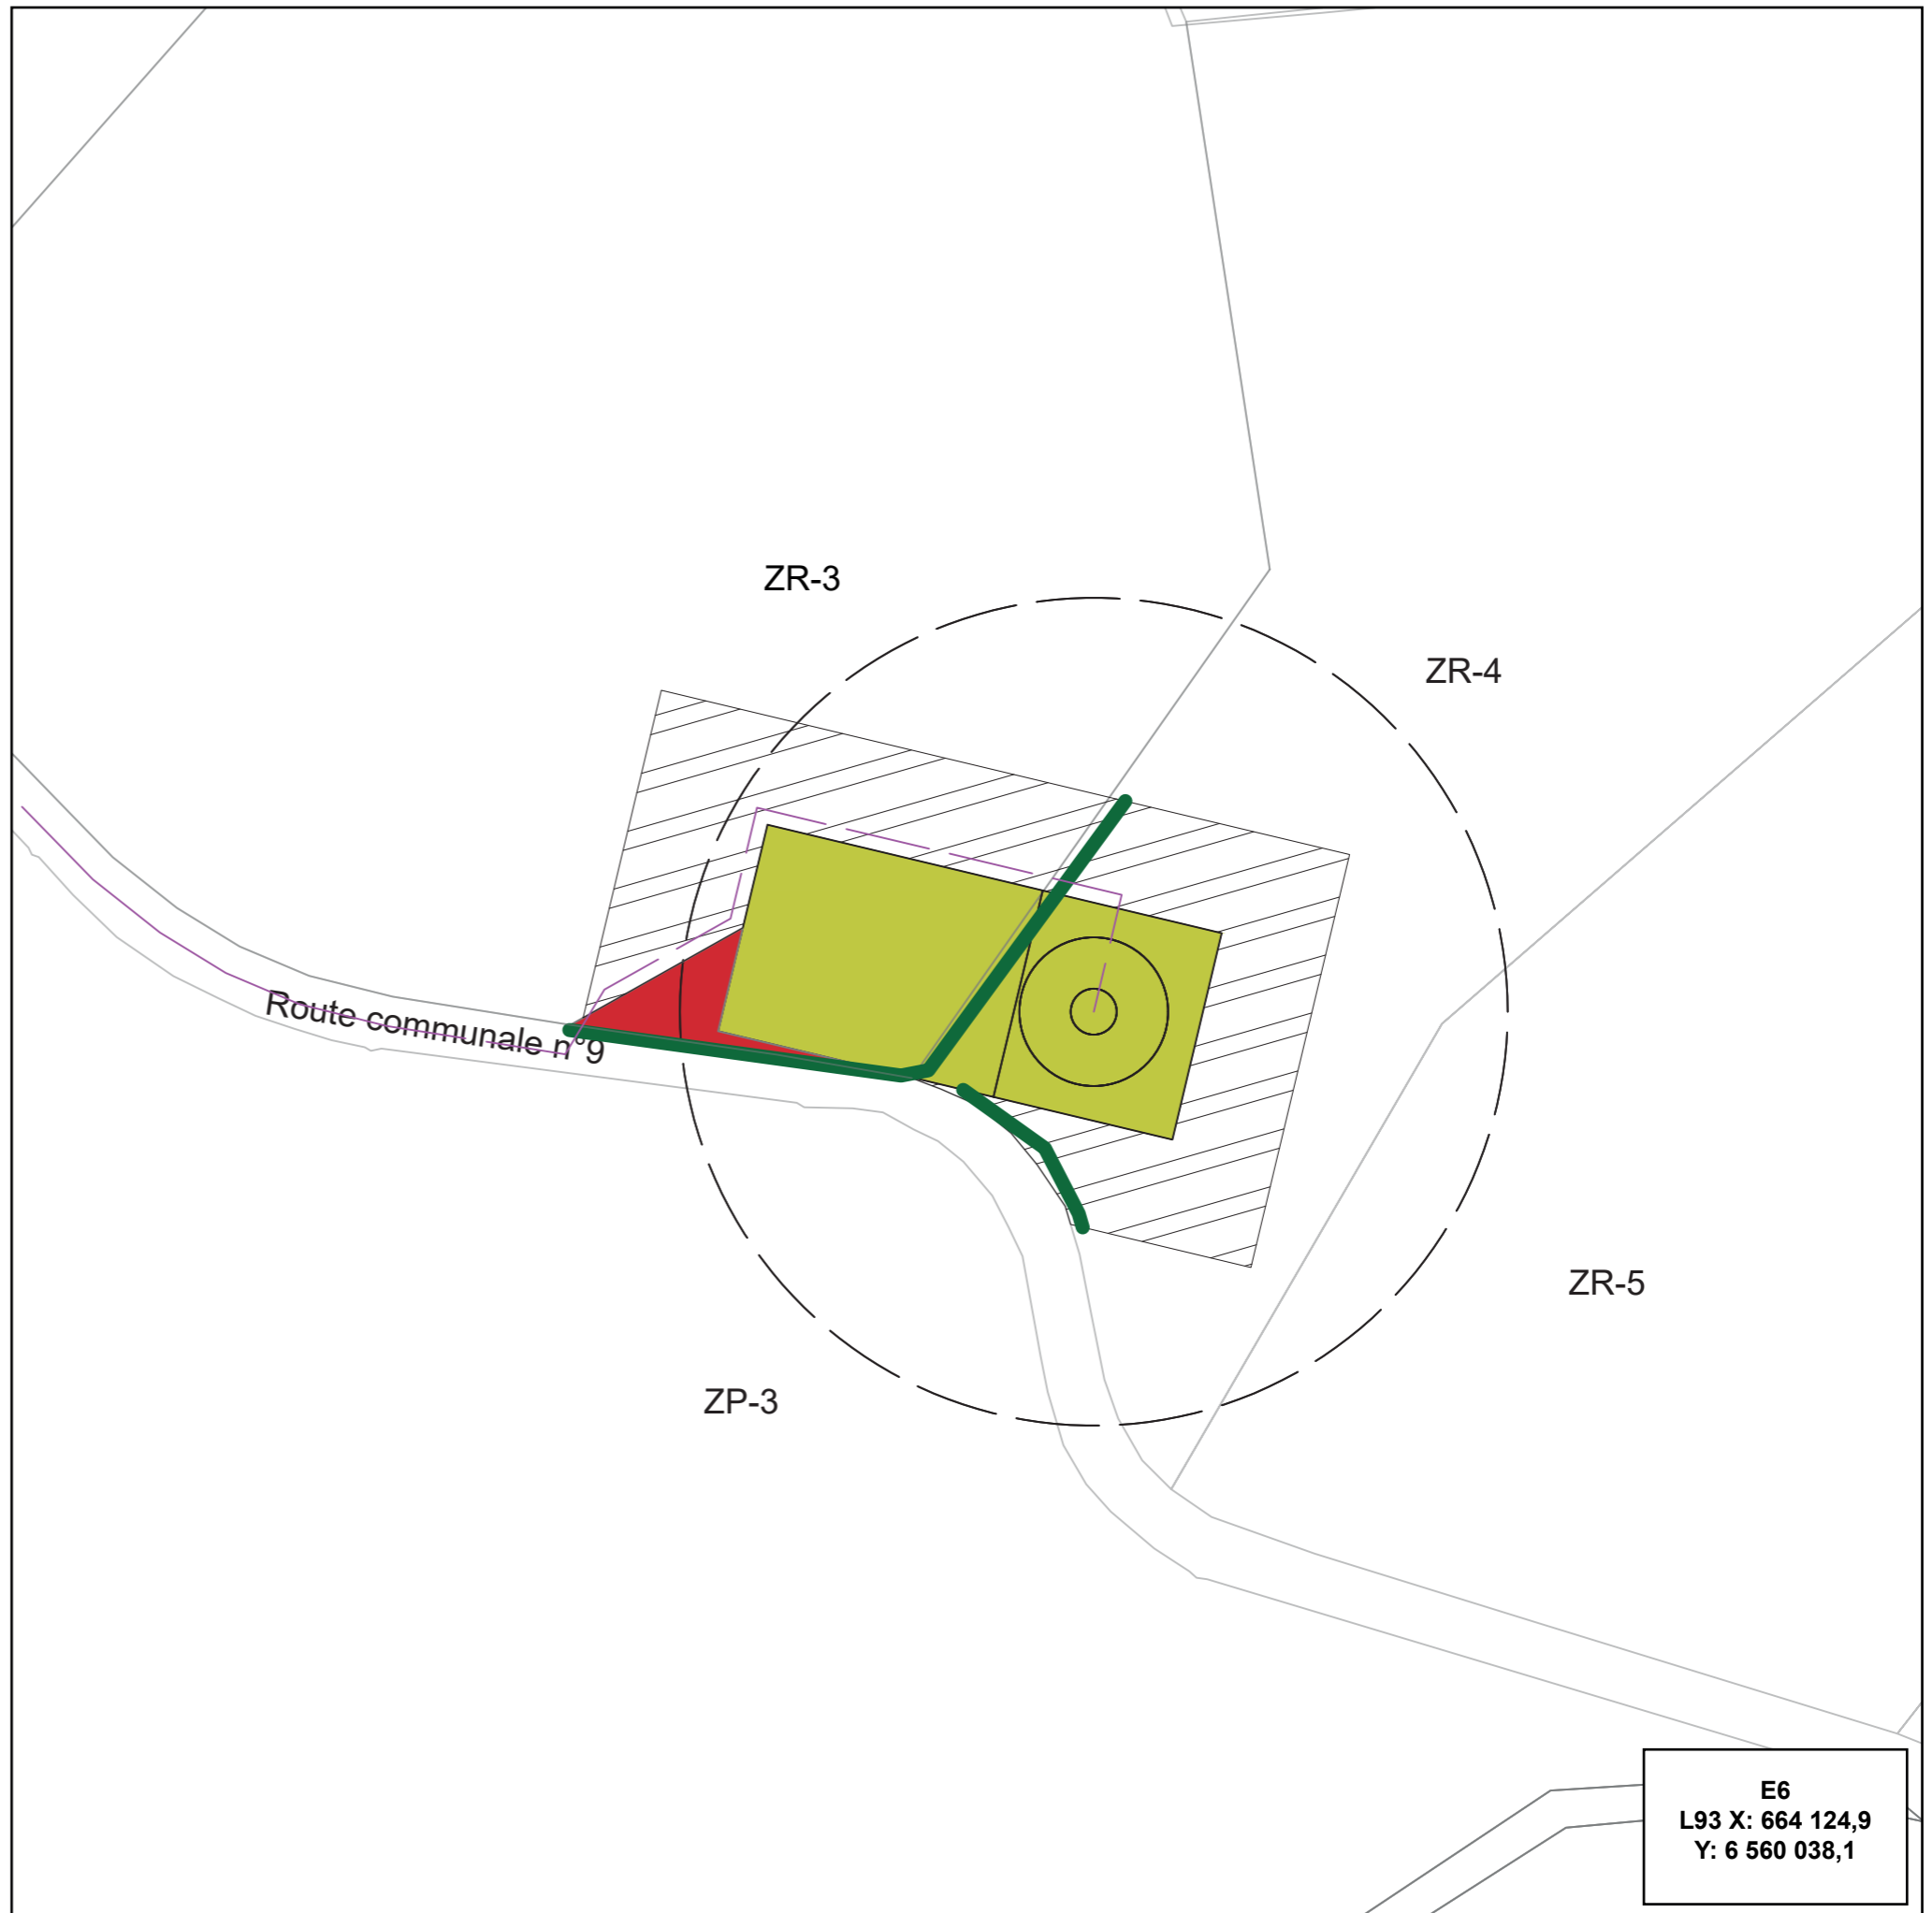 ZR-3
ZR-4
Route communale n°9
ZR-5
ZP-3
E6
L93 X: 664 124,9
Y: 6 560 038,1